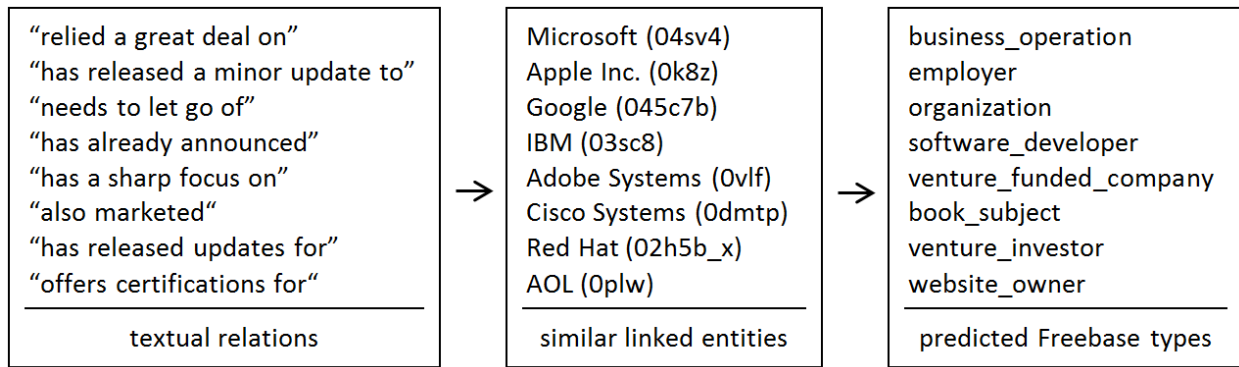 “relied a great deal on”
“has released a minor update to”
“needs to let go of”
“has already announced”
“has a sharp focus on”
“also marketed“
“has released updates for”
“offers certifications for“
textual relations
Microsoft (04sv4)
Apple Inc. (0k8z)
Google (045c7b)
IBM (03sc8)
Adobe Systems (0vlf)
Cisco Systems (0dmtp)
Red Hat (02h5b_x)
AOL (0plw)
similar linked entities
business_operation
employer
organization
software_developer
venture_funded_company
book_subject
venture_investor
website_owner
predicted Freebase types